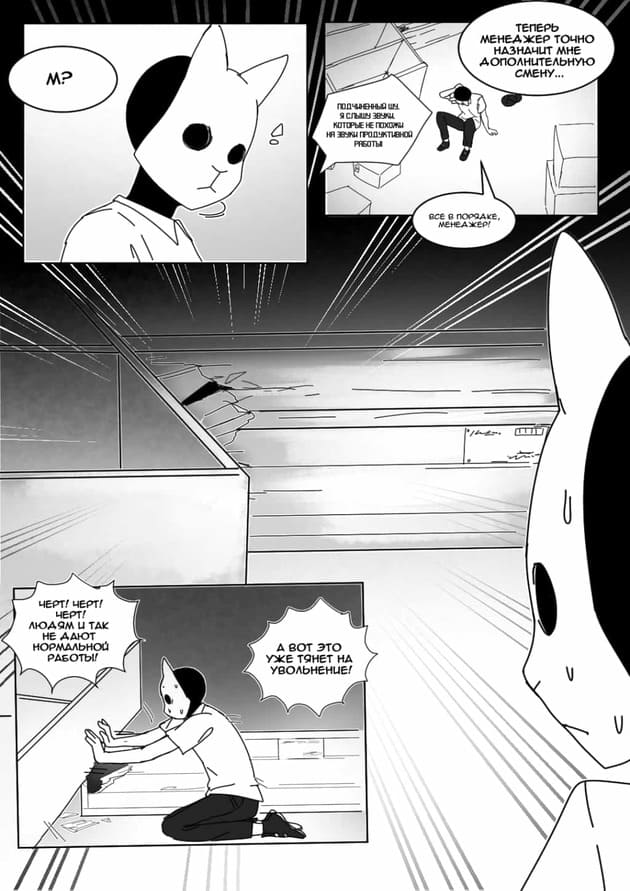 М?
ТЕПЕРЬ
МЕНЕДЖЕР ТОЧНО
НАЗНАЧИТ МНЕ
ДОПОЛНИТЕЛЬНУЮ
СМЕНУ...
ПОДЧИНЕННЫЙ ШУ,
Я СЛЫШУ ЗВУКИ,
КОТОРЫЕ НЕ ПОХОЖИ
НА ЗВУКИ ПРОДУКТИВНОЙ
РАБОТЫ!
ВСЕ В ПОРЯДКЕ,
МЕНЕДЖЕР!
ЧЕРТ! ЧЕРТ!
ЧЕРТ!
ЛЮДЯМ И ТАК
НЕ ДАЮТ
НОРМАЛЬНОЙ
РАБОТЫ!
А ВОТ ЭТО
УЖЕ ТЯНЕТ НА
УВОЛЬНЕНИЕ!